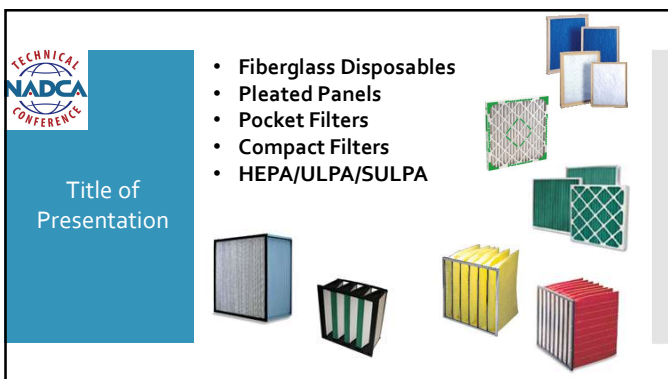 TECHNICAL
NADCA
CONFERENCE
Title of
Presentation
• Fiberglass Disposables
• Pleated Panels
• Pocket Filters
• Compact Filters
• HEPA/ULPA/SULPA